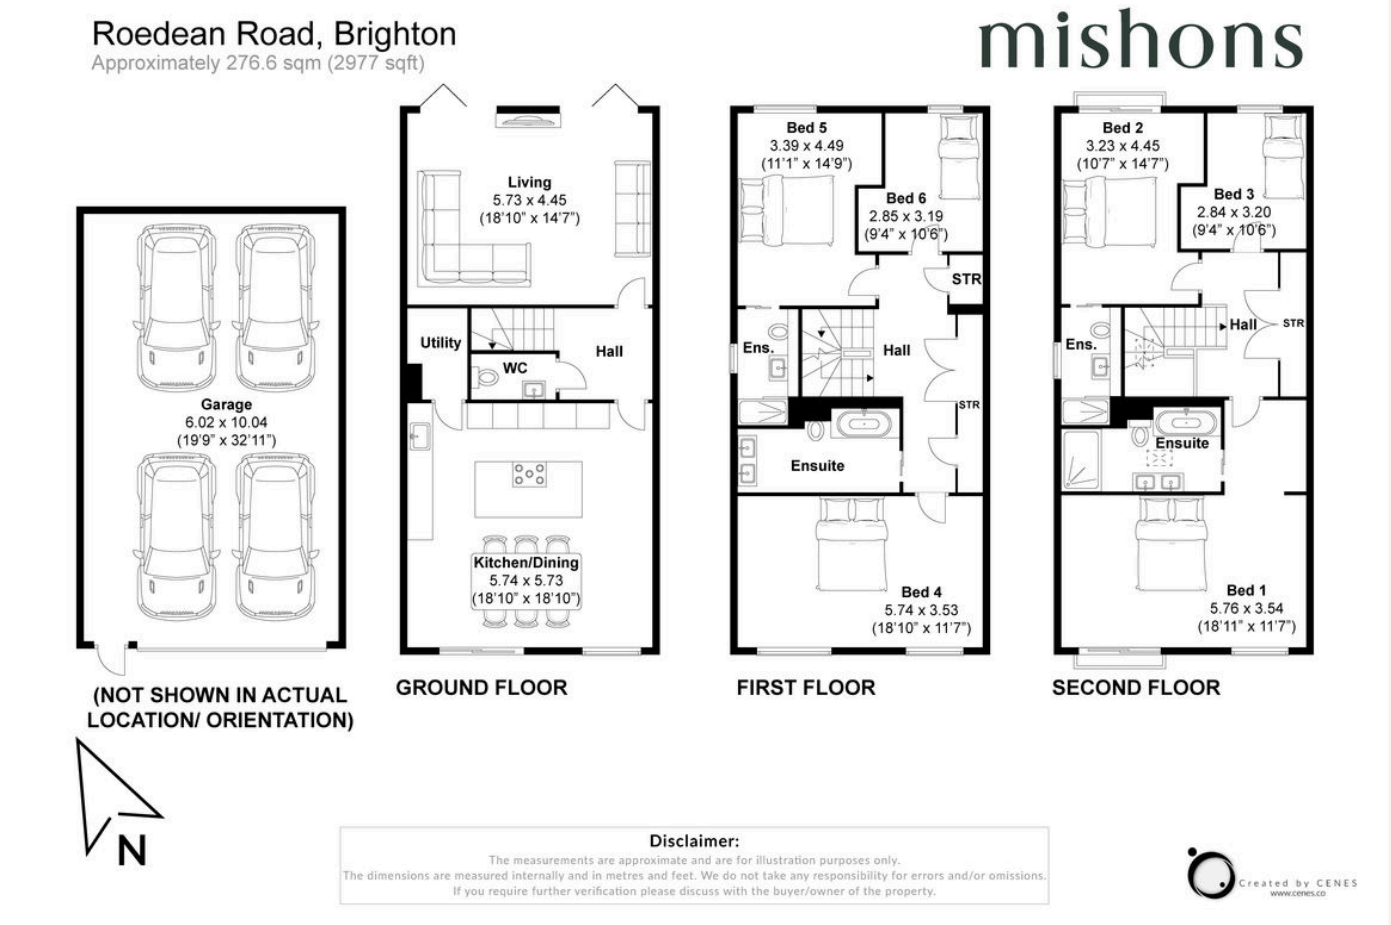 Roedean Road, Brighton
Approximately 276.6 sqm (2977 sqft)
mishons
Garage
6.02 x 10.04
(19'9" x 32'11")
(NOT SHOWN IN ACTUAL
LOCATION/ ORIENTATION)
Living
5.73 x 4.45
(18'10" x 14'7")
Utility
WC
Hall
Kitchen/Dining
5.74 x 5.73
(18'10" x 18'10")
GROUND FLOOR
Bed 5
3.39 x 4.49
(11'1" x 14'9")
Bed 6
2.85 x 3.19
(9'4" x 10'6")
STR
Ens.
Hall
STR
Ensuite
Bed 4
5.74 x 3.53
(18'10" x 11'7")
FIRST FLOOR
Bed 2
3.23 x 4.45
(10'7" x 14'7")
Bed 3
2.84 x 3.20
(9'4" x 10'6")
Ens.
Hall
STR
Ensuite
Bed 1
5.76 x 3.54
(18'11" x 11'7")
SECOND FLOOR
N
Disclaimer:
The measurements are approximate and are for illustration purposes only.
The dimensions are measured internally and in metres and feet. We do not take any responsibility for errors and/or omissions.
If you require further verification please discuss with the buyer/owner of the property.
Created by CENES
www.cenes.co